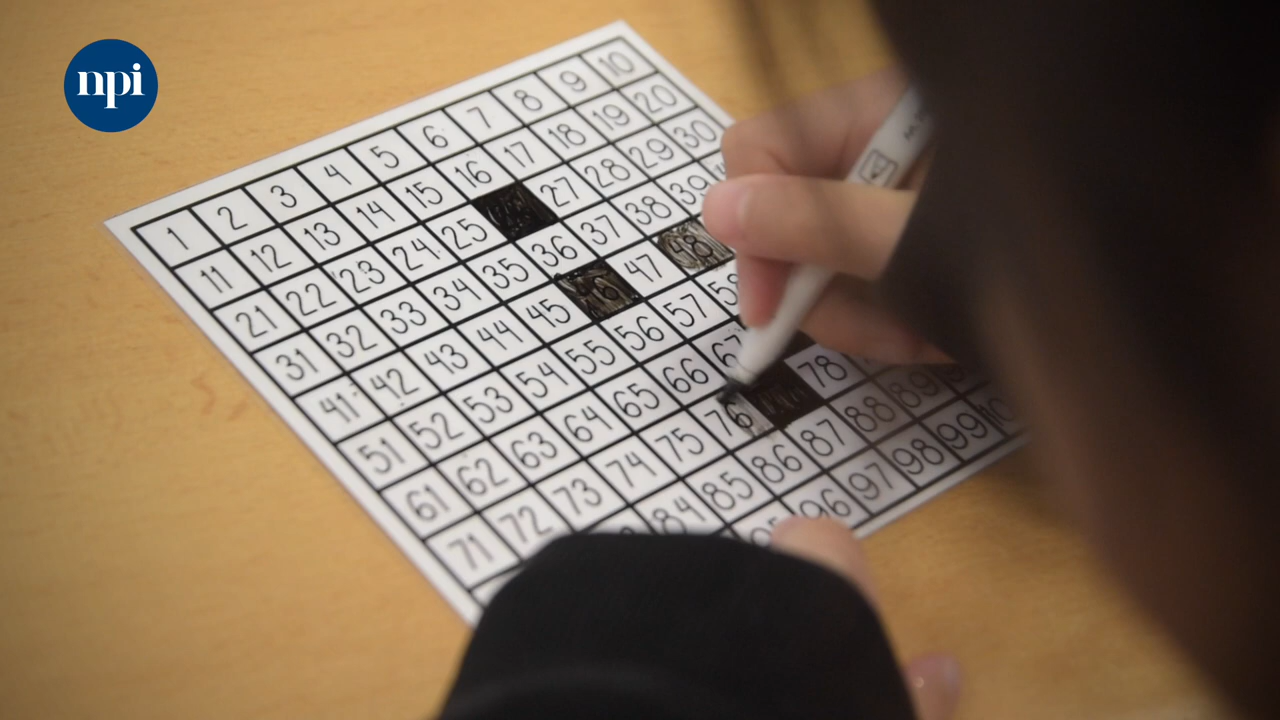 npi
1 2 3 4 5 6 7 8 9 10
11 12 13 14 15 16 17 18 19 20
21 22 23 24 25 27 28 29 30
31 32 33 34 35 36 37 38 39
41 42 43 44 45 47 48
51 52 53 54 55 56 57 58
61 62 63 64 65 66 67
71 72 73 74 75 76 78
84 85 86 87 88 89
96 97 98 99